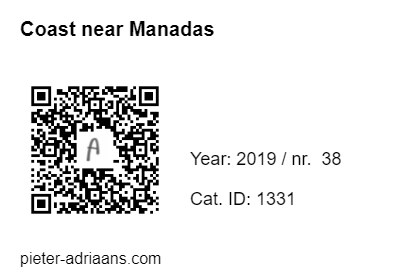 Coast near Manadas
A
Year: 2019 / nr. 38
Cat. ID: 1331
pieter-adriaans.com